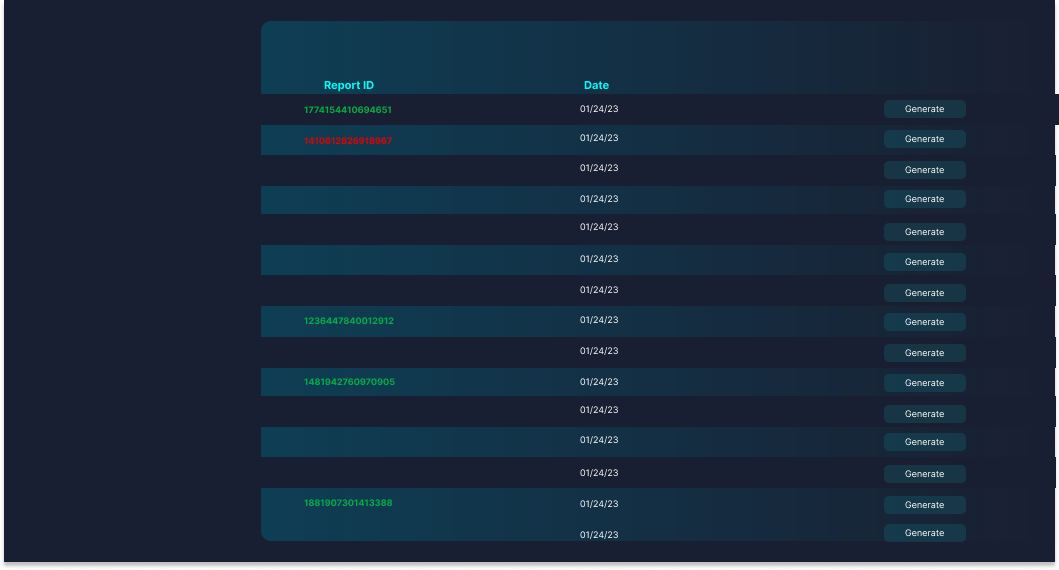 Report ID Date
1774154410694651 01/24/23 Generate
1410612828918667 01/24/23 Generate
01/24/23 Generate
01/24/23 Generate
01/24/23 Generate
01/24/23 Generate
01/24/23 Generate
1236447840012912 01/24/23 Generate
01/24/23 Generate
1481942760970905 01/24/23 Generate
01/24/23 Generate
01/24/23 Generate
01/24/23 Generate
1881907301413388 01/24/23 Generate
01/24/23 Generate